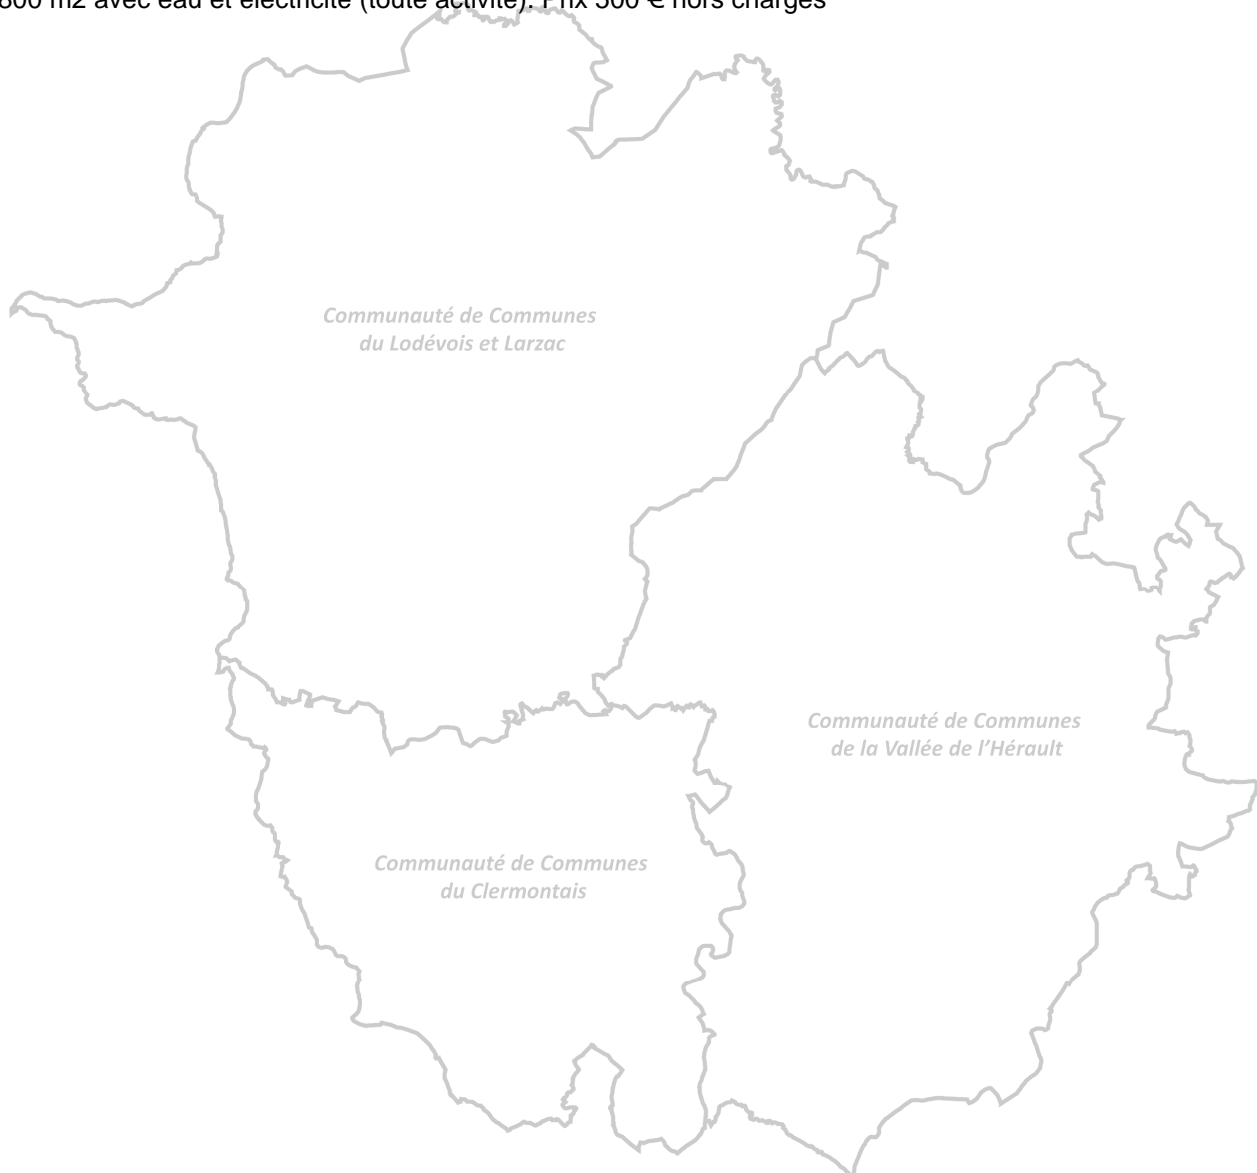 800 m2 avec eau et électricité (toute activité). Prix 500 € hors charges
Communauté de Communes
du Lodévois et Larzac
Communauté de Communes
de la Vallée de l'Hérault
Communauté de Communes
du Clermontais